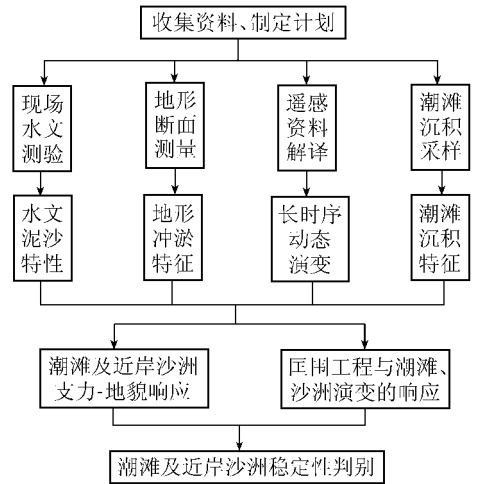 收集资料、制定计划
现场
水文
测验
地形
断面
测量
遥感
资料
解译
潮滩
沉积
采样
水文
泥沙
特性
地形
冲淤
特征
长时序
动态
演变
潮滩
沉积
特征
潮滩及近岸沙洲
支力-地貌响应
匡围工程与潮滩、
沙洲演变的响应
潮滩及近岸沙洲稳定性判别